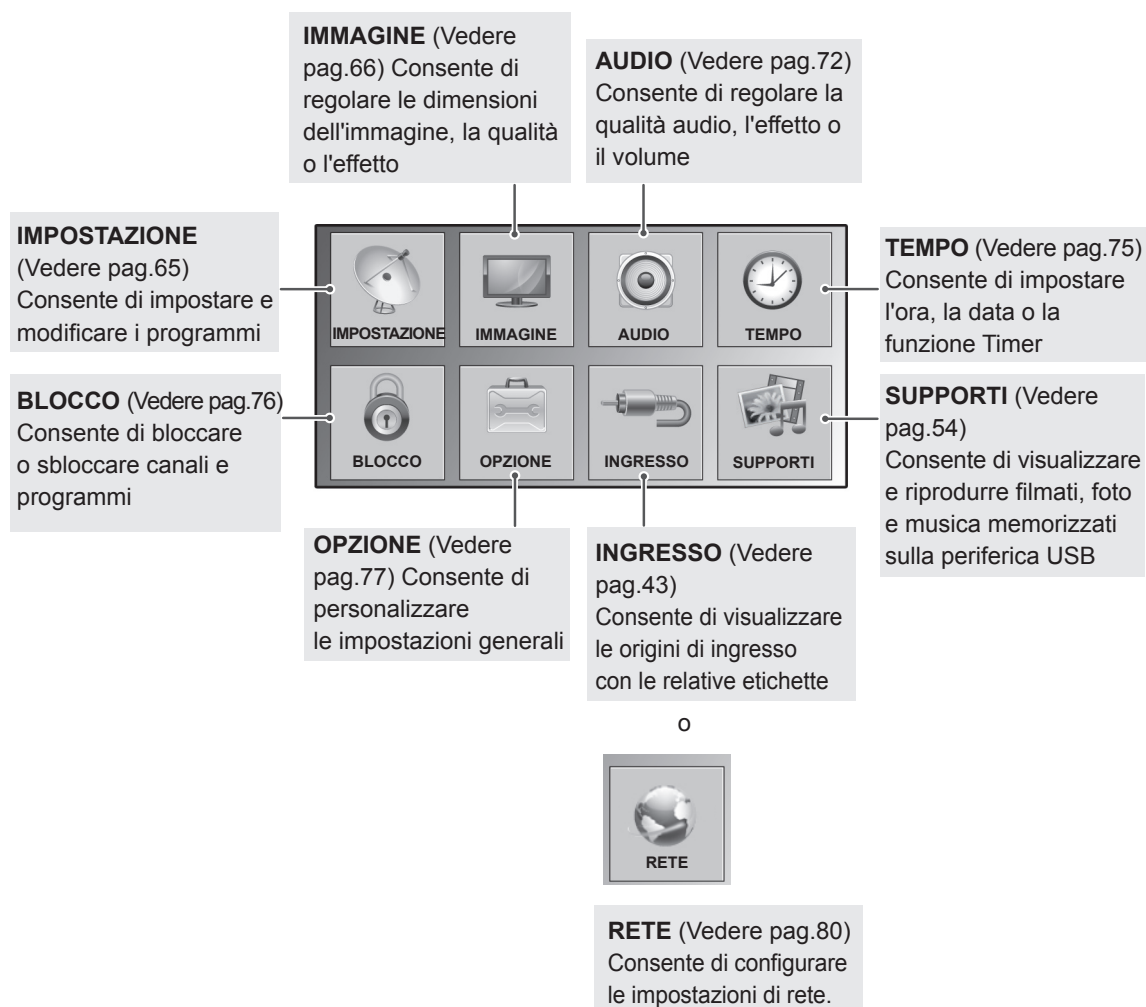 IMMAGINE (Vedere
pag.66) Consente di
regolare le dimensioni
dell'immagine, la qualità
o l'effetto
AUDIO (Vedere pag.72)
Consente di regolare la
qualità audio, l'effetto o
il volume
IMPOSTAZIONE
(Vedere pag.65)
Consente di impostare e
modificare i programmi
TEMPO (Vedere pag.75)
Consente di impostare
l'ora, la data o la
funzione Timer
IMPOSTAZIONE
IMMAGINE
AUDIO
TEMPO
BLOCCO (Vedere pag.76)
Consente di bloccare
o sbloccare canali e
programmi
SUPPORTI (Vedere
pag.54)
Consente di visualizzare
e riprodurre filmati, foto
e musica memorizzati
sulla periferica USB
BLOCCO
OPZIONE
INGRESSO
SUPPORTI
OPZIONE (Vedere
pag.77) Consente di
personalizzare
le impostazioni generali
INGRESSO (Vedere
pag.43)
Consente di visualizzare
le origini di ingresso
con le relative etichette
o
RETE
RETE (Vedere pag.80)
Consente di configurare
le impostazioni di rete.